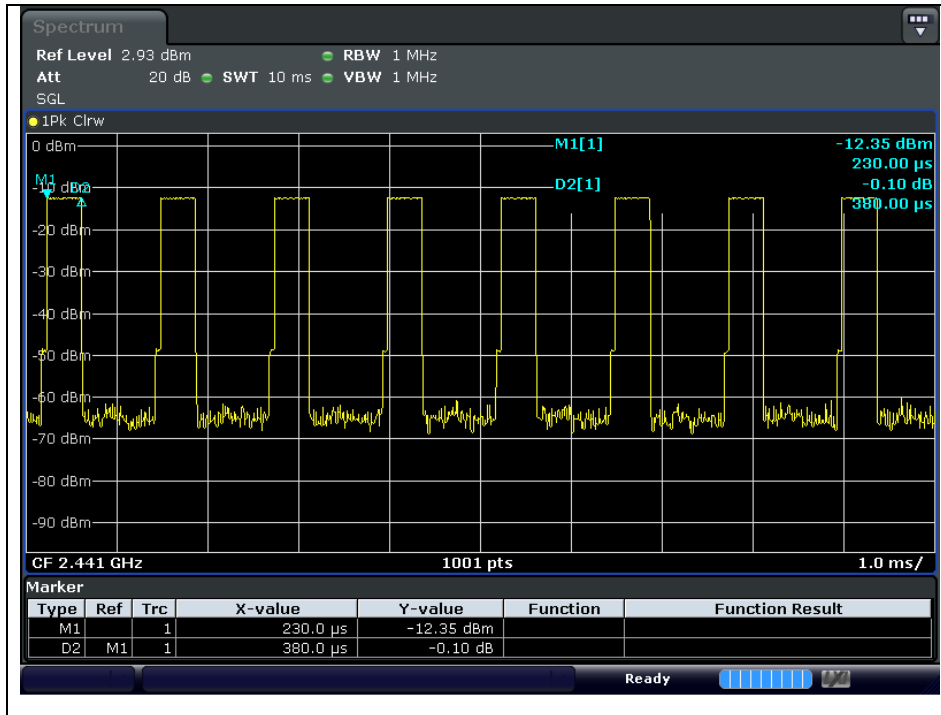 Spectrum
Ref Level 2.93 dBm RBW 1 MHz
Att 20 dB SWT 10 ms VBW 1 MHz
SGL
1Pk Clrw
0 dBm M1[1] -12.35 dBm
230.00 µs
M1 -10 dBm D2 D2[1] -0.10 dB
380.00 µs
-20 dBm
-30 dBm
-40 dBm
-50 dBm
-60 dBm
-70 dBm
-80 dBm
-90 dBm
CF 2.441 GHz 1001 pts 1.0 ms/
Marker
Type Ref Trc X-value Y-value Function Function Result
M1 1 230.0 µs -12.35 dBm
D2 M1 1 380.0 µs -0.10 dB
Ready